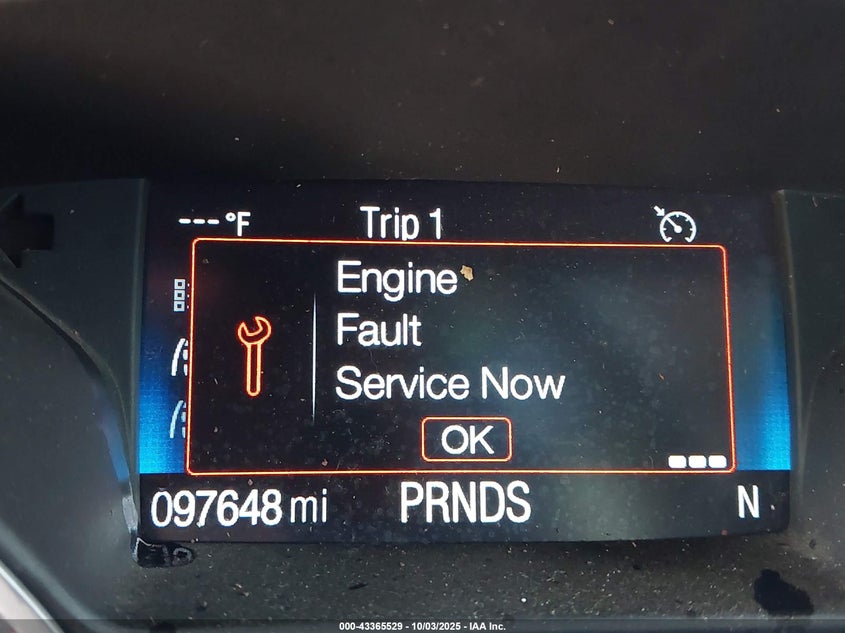 ---°F Trip 1
Engine
Fault
Service Now
OK
097648 mi PRNDS N
000-43365529 - 10/03/2025 - IAA Inc.